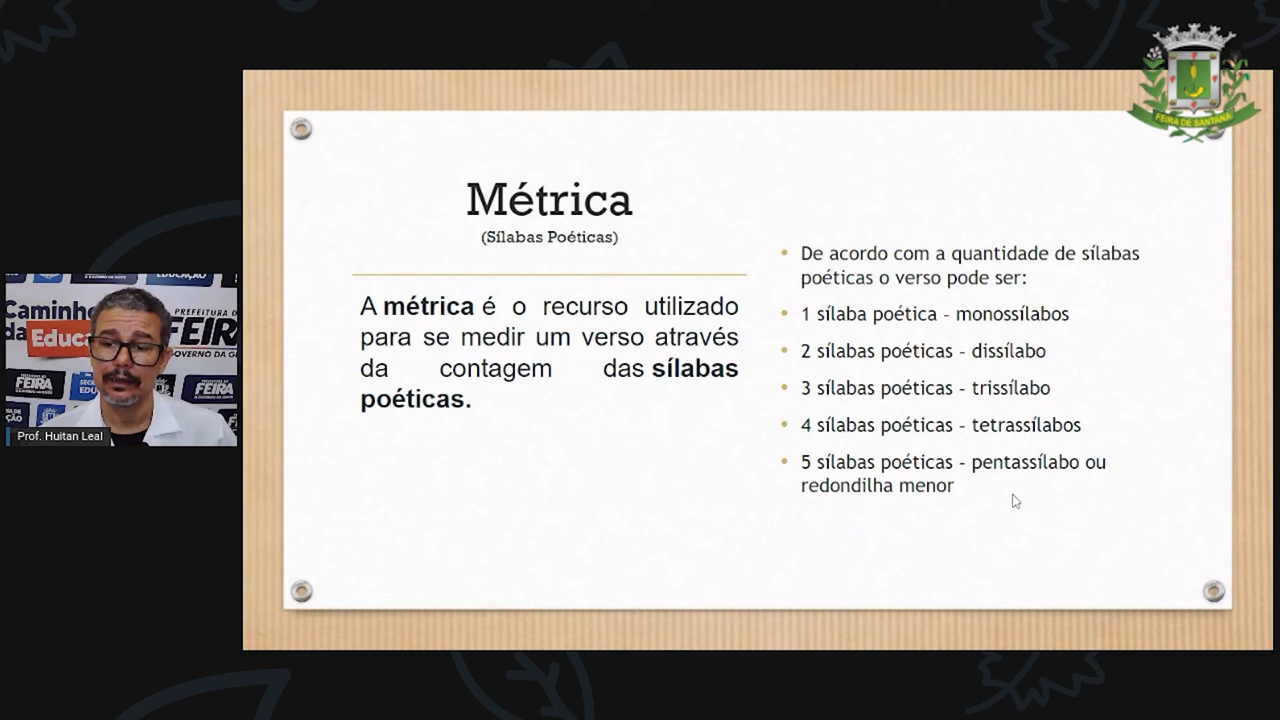 FEIRA DE SANTANA
Métrica
(Sílabas Poéticas)
A métrica é o recurso utilizado
para se medir um verso através
da contagem das sílabas
poéticas.
• De acordo com a quantidade de sílabas
poéticas o verso pode ser:
• 1 sílaba poética – monossílabos
• 2 sílabas poéticas – dissílabo
• 3 sílabas poéticas – trissílabo
• 4 sílabas poéticas – tetrassílabos
• 5 sílabas poéticas – pentassílabo ou
redondilha menor
EDUCAÇÃO
Caminho
da Educa
PREFEITURA D
FEIRA
GOVERNO DA GE
FEIRA
FEIRA
Prof. Huitan Leal